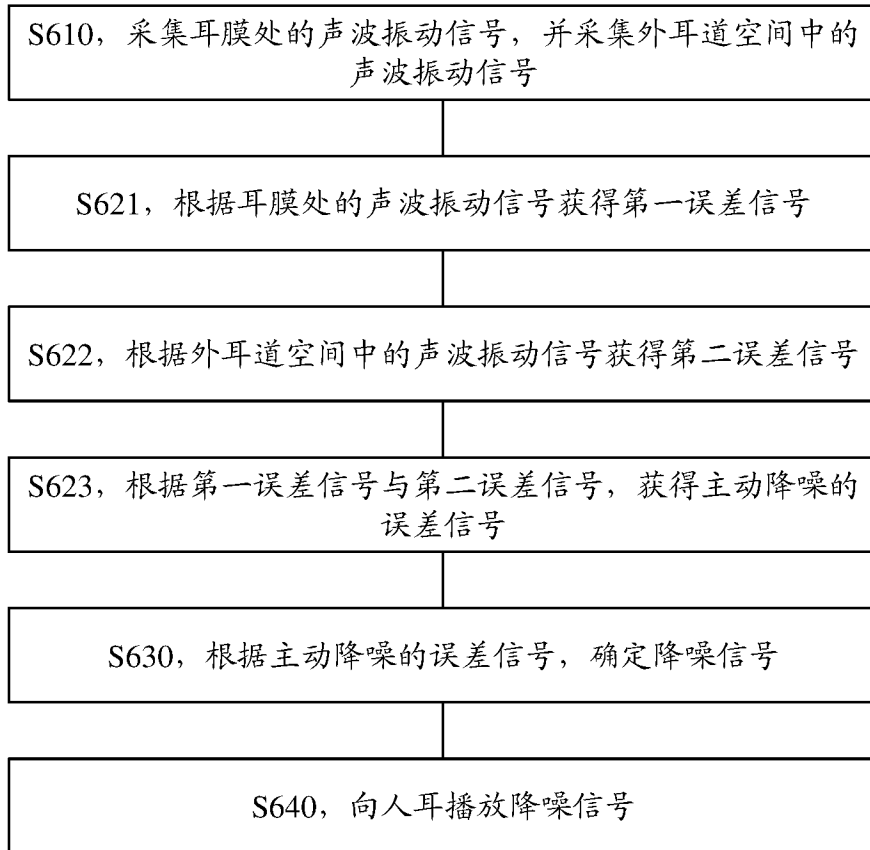 S610，采集耳膜处的声波振动信号，并采集外耳道空间中的
声波振动信号
S621，根据耳膜处的声波振动信号获得第一误差信号
S622，根据外耳道空间中的声波振动信号获得第二误差信号
S623，根据第一误差信号与第二误差信号，获得主动降噪的
误差信号
S630，根据主动降噪的误差信号，确定降噪信号
S640，向人耳播放降噪信号